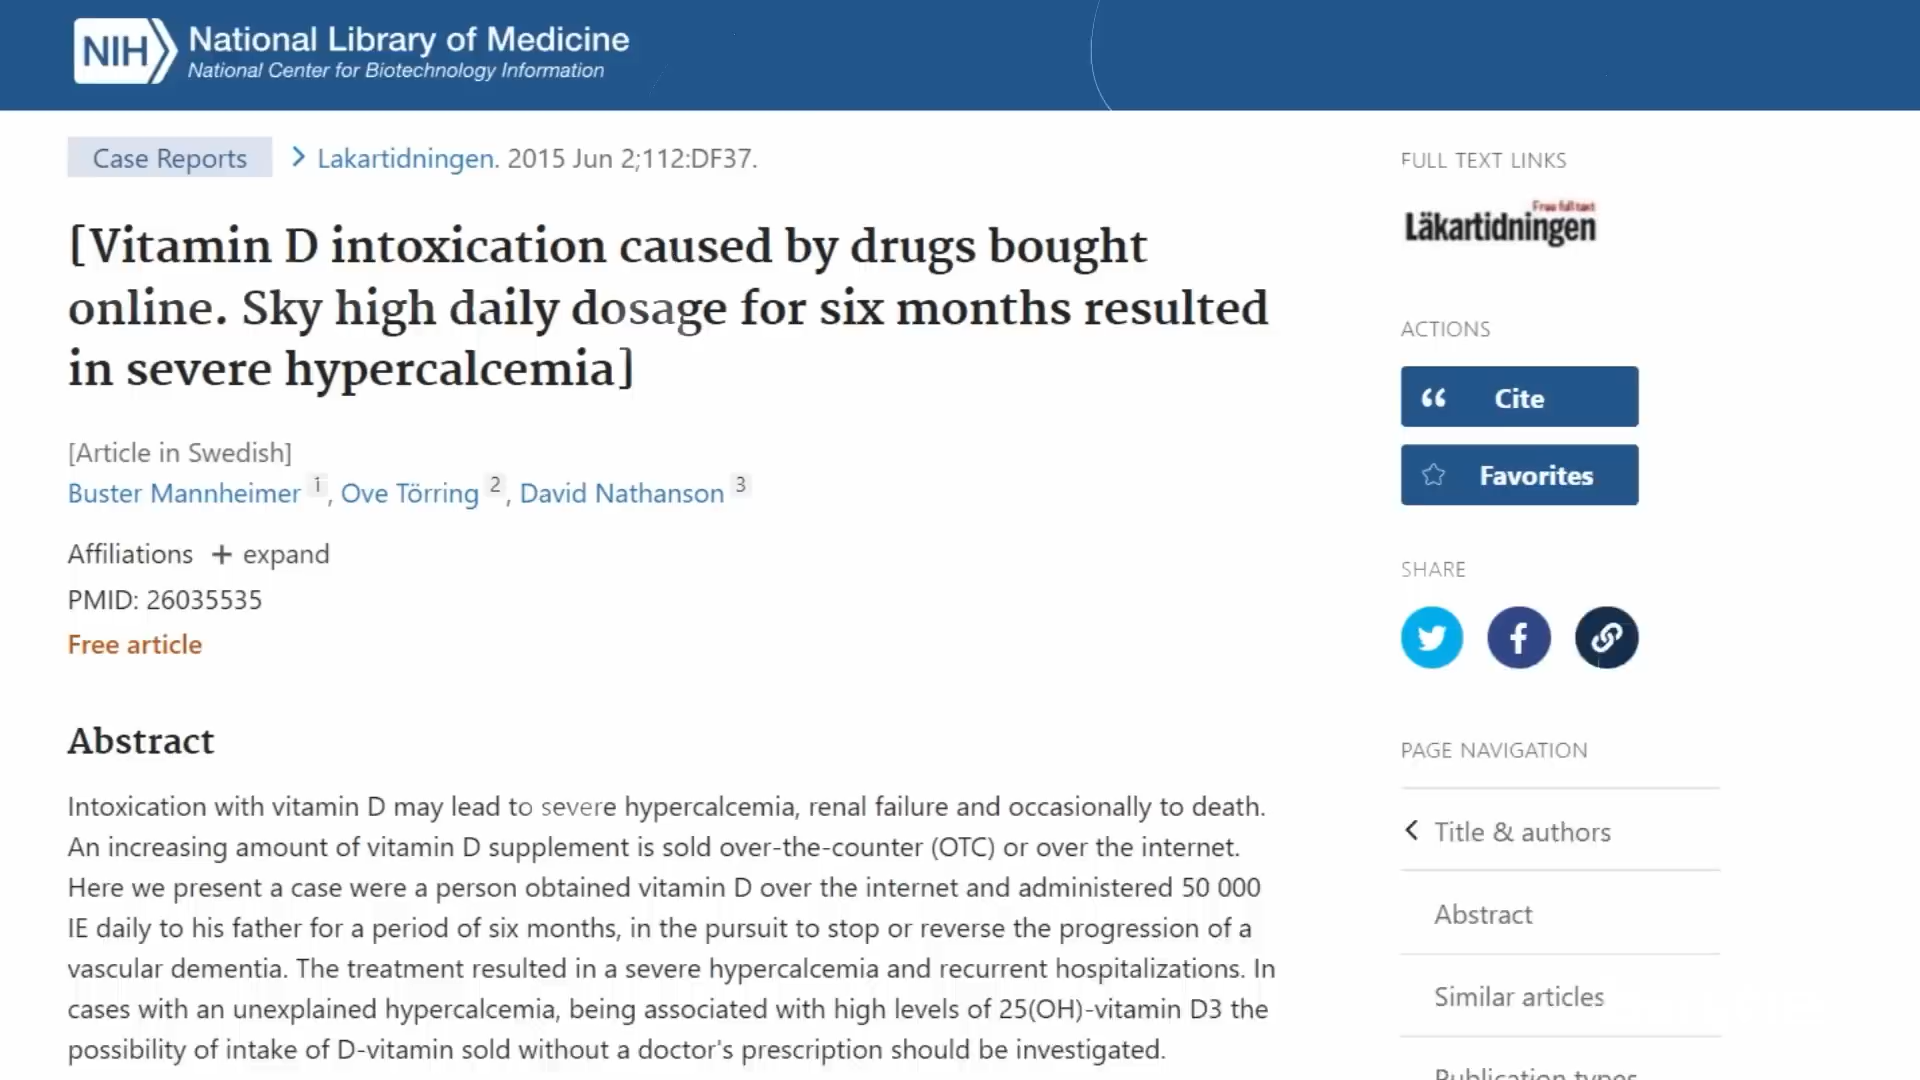 NIH National Library of Medicine
National Center for Biotechnology Information
Case Reports > Lakartidningen. 2015 Jun 2;112:DF37.
[Vitamin D intoxication caused by drugs bought
online. Sky high daily dosage for six months resulted
in severe hypercalcemia]
[Article in Swedish]
Buster Mannheimer 1, Ove Törring 2, David Nathanson 3
Affiliations + expand
PMID: 26035535
Free article
Abstract
Intoxication with vitamin D may lead to severe hypercalcemia, renal failure and occasionally to death.
An increasing amount of vitamin D supplement is sold over-the-counter (OTC) or over the internet.
Here we present a case were a person obtained vitamin D over the internet and administered 50 000
IE daily to his father for a period of six months, in the pursuit to stop or reverse the progression of a
vascular dementia. The treatment resulted in a severe hypercalcemia and recurrent hospitalizations. In
cases with an unexplained hypercalcemia, being associated with high levels of 25(OH)-vitamin D3 the
possibility of intake of D-vitamin sold without a doctor's prescription should be investigated.
FULL TEXT LINKS
Free full text
Läkartidningen
ACTIONS
Cite
Favorites
SHARE
PAGE NAVIGATION
Title & authors
Abstract
Similar articles
Publication types